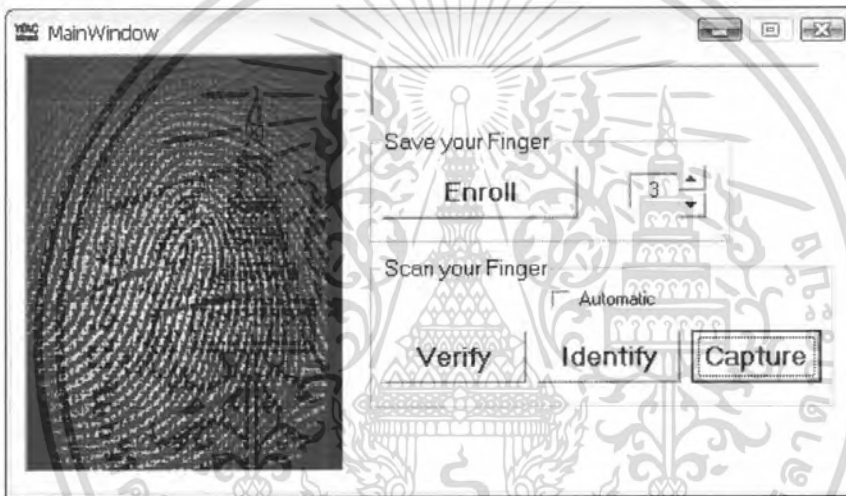 MainWindow
Save your Finger
Enroll
3
Scan your Finger
Automatic
Verify
Identify
Capture